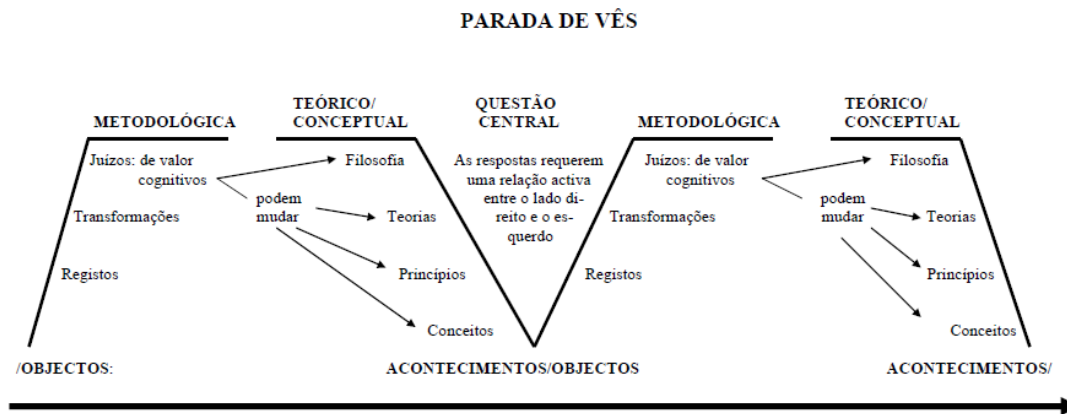 PARADA DE VÊS
METODOLÓGICA
TEÓRICO/
CONCEPTUAL
QUESTÃO
CENTRAL
METODOLÓGICA
TEÓRICO/
CONCEPTUAL
Juízos: de valor
cognitivos
Filosofia
podem
mudar
Transformações
Teorias
Registos
Princípios
Conceitos
As respostas requerem
uma relação activa
entre o lado di-
reito e o es-
querdo
Juízos: de valor
cognitivos
Filosofia
podem
mudar
Transformações
Teorias
Registos
Princípios
Conceitos
/OBJECTOS:
ACONTECIMENTOS/OBJECTOS
ACONTECIMENTOS/